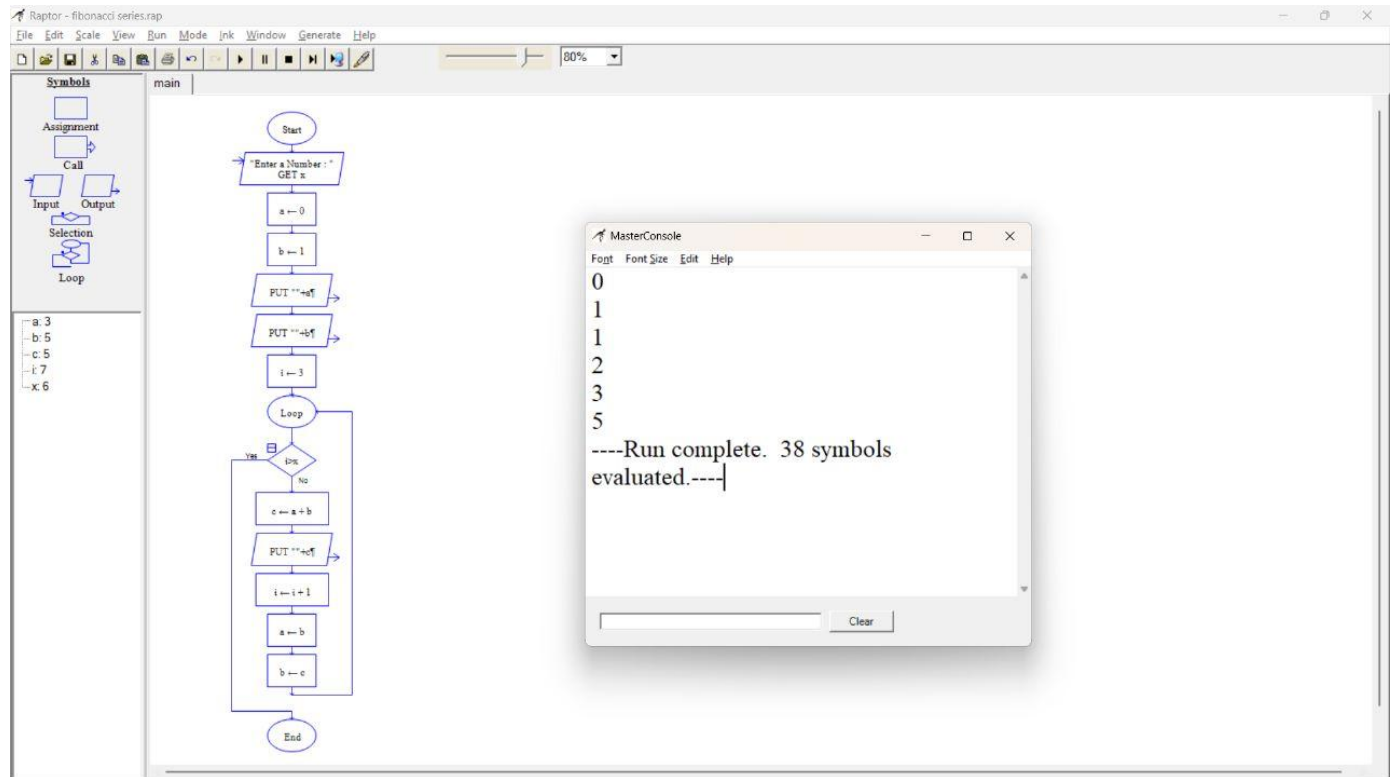 Raptor - fibonacci series.rap
File Edit Scale View Run Mode Ink Window Generate Help
80%
Symbols
Assignment
Call
Input Output
Selection
Loop
a: 3
b: 5
c: 5
i: 7
x: 6
main
Start
"Enter a Number : "
GET x
a ← 0
b ← 1
PUT ""+a¶
PUT ""+b¶
i ← 3
Loop
Yes
i>x
No
c ← a + b
PUT ""+c¶
i ← i + 1
a ← b
b ← c
End
MasterConsole
Font Font Size Edit Help
0
1
1
2
3
5
----Run complete. 38 symbols
evaluated.----
Clear